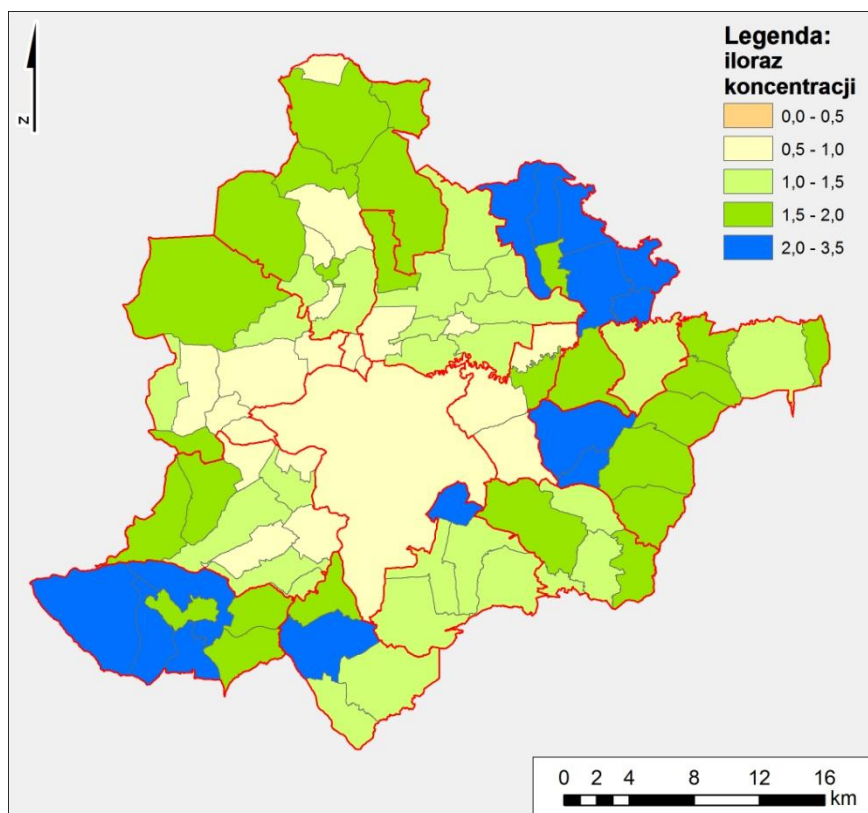 Legenda:
iloraz
koncentracji
0,0 - 0,5
0,5 - 1,0
1,0 - 1,5
1,5 - 2,0
2,0 - 3,5
N
0 2 4 8 12 16
km